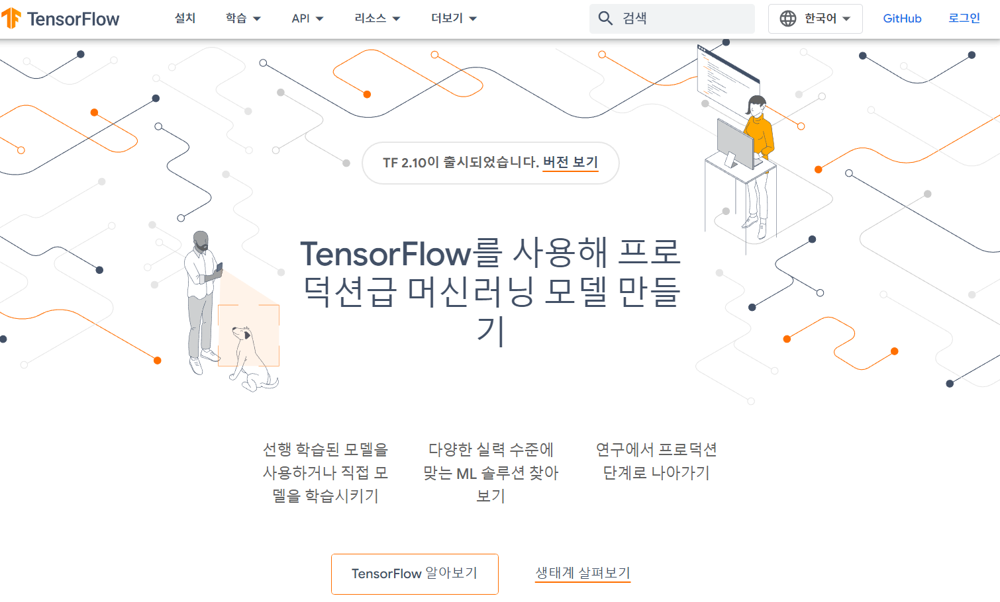 TensorFlow 설치 학습 API 리소스 더보기 검색 한국어 GitHub 로그인
TF 2.10이 출시되었습니다. 버전 보기
TensorFlow를 사용해 프로
덕션급 머신러닝 모델 만들
기
선행 학습된 모델을
사용하거나 직접 모
델을 학습시키기
다양한 실력 수준에
맞는 ML 솔루션 찾아
보기
연구에서 프로덕션
단계로 나아가기
TensorFlow 알아보기
생태계 살펴보기